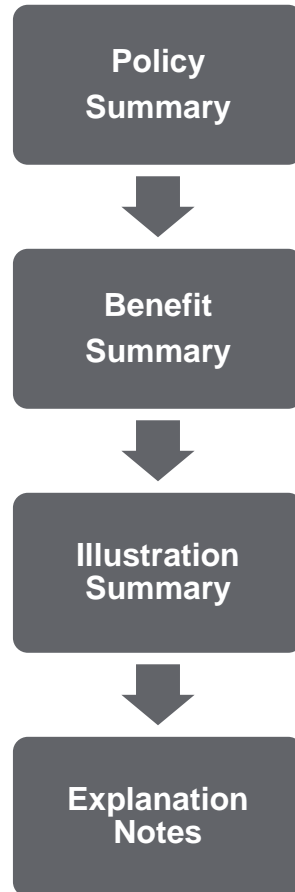 Policy
Summary
Benefit
Summary
Illustration
Summary
Explanation
Notes